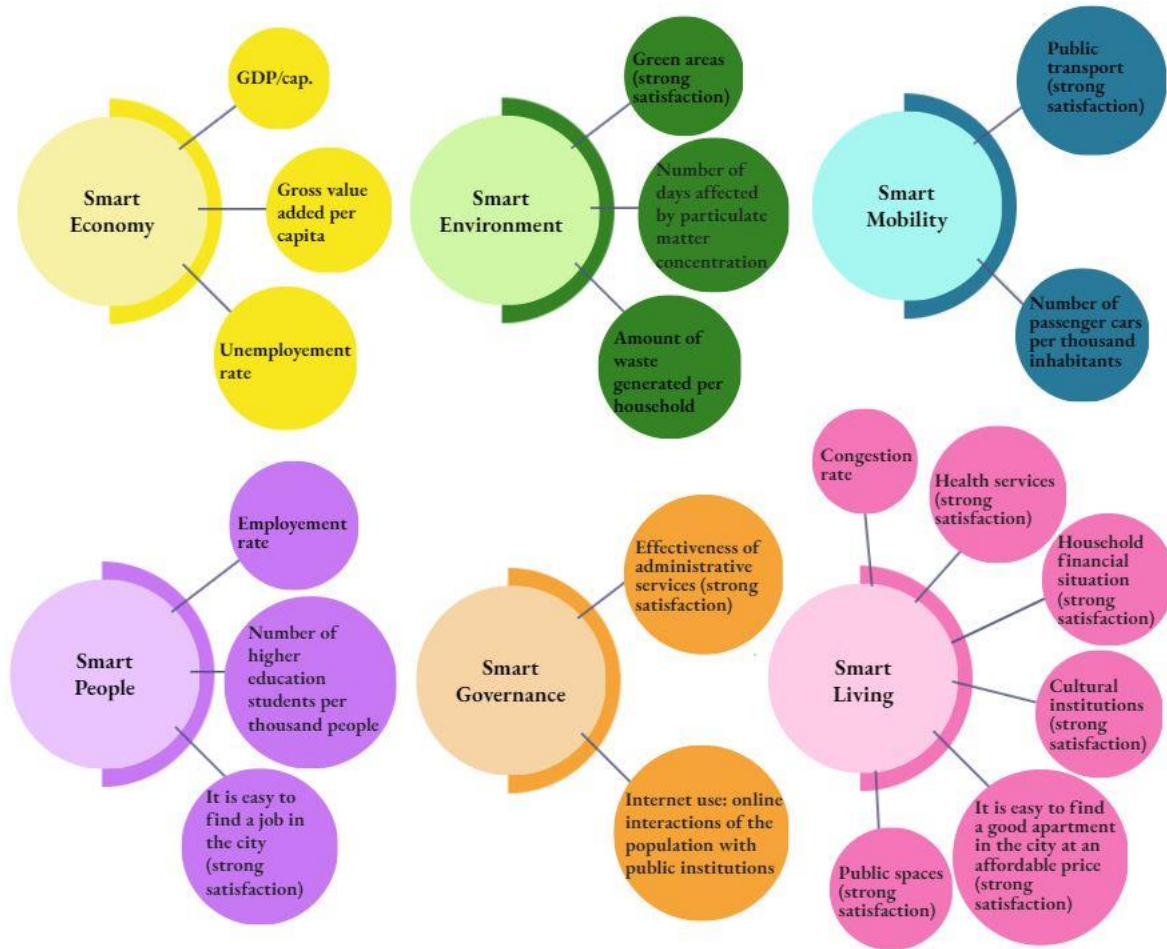 GDP/cap.
Smart
Economy
Gross value
added per
capita
Unemployement
rate
Green areas
(strong
satisfaction)
Smart
Environment
Number of
days affected
by particulate
matter
concentration
Amount of
waste
generated per
household
Public
transport
(strong
satisfaction)
Smart
Mobility
Number of
passenger cars
per thousand
inhabitants
Employement
rate
Smart
People
Number of
higher
education
students per
thousand people
It is easy to
find a job in
the city
(strong
satisfaction)
Effectiveness of
administrative
services (strong
satisfaction)
Smart
Governance
Internet use: online
interactions of the
population with
public institutions
Congestion
rate
Health services
(strong
satisfaction)
Household
financial
situation
(strong
satisfaction)
Smart
Living
Cultural
institutions
(strong
satisfaction)
It is easy to find
a good apartment
in the city at an
affordable price
(strong
satisfaction)
Public spaces
(strong
satisfaction)